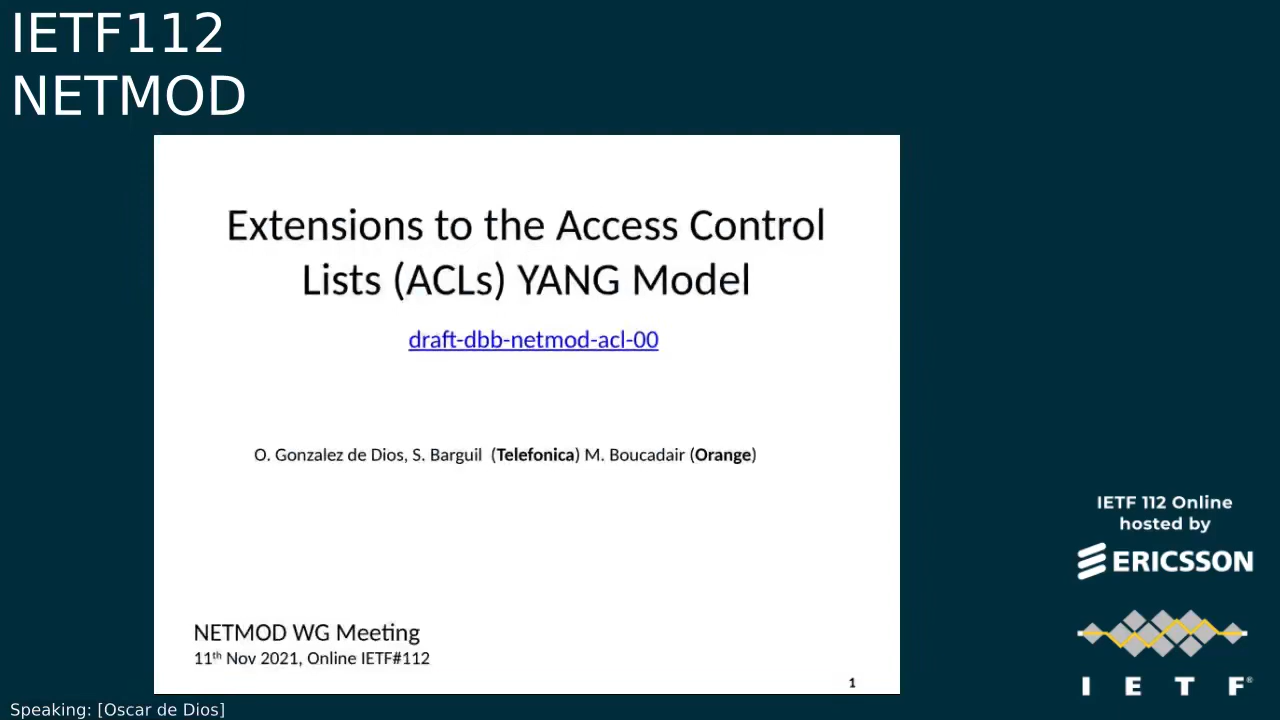 IETF112
NETMOD
Extensions to the Access Control
Lists (ACLs) YANG Model
draft-dbb-netmod-acl-00
O. Gonzalez de Dios, S. Barguil (Telefonica) M. Boucadair (Orange)
NETMOD WG Meeting
11th Nov 2021, Online IETF#112
1
IETF 112 Online
hosted by
ERICSSON
I E T F®
Speaking: [Oscar de Dios]